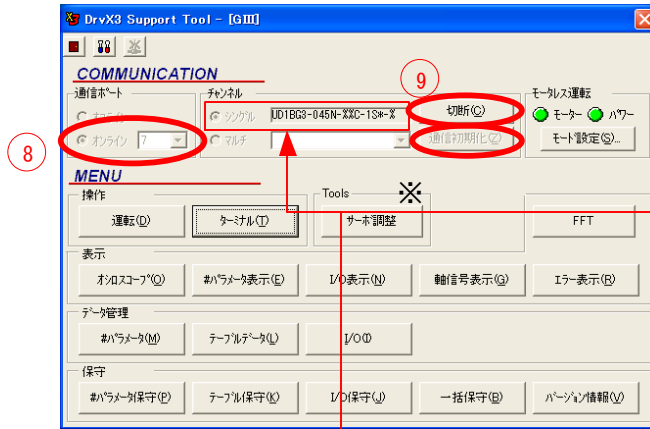 DrvX3 Support Tool - [GⅢ]
COMMUNICATION
通信ポート
チャンネル
モータレス運転
⑨
オフライン
シングル
UD1BG3-045N-XXC-1S*-X
切断(C)
モーター
パワー
⑧
オンライン
7
マルチ
通信初期化(Z)
モード設定(S)...
MENU
操作
Tools
※
運転(D)
ターミナル(T)
サーボ調整
FFT
表示
オシロスコープ(O)
#パラメータ表示(E)
I/O表示(N)
軸信号表示(G)
エラー表示(R)
データ管理
#パラメータ(M)
テーブルデータ(L)
I/O(I)
保守
#パラメータ保守(P)
テーブル保守(K)
I/O保守(J)
一括保守(B)
バージョン情報(V)